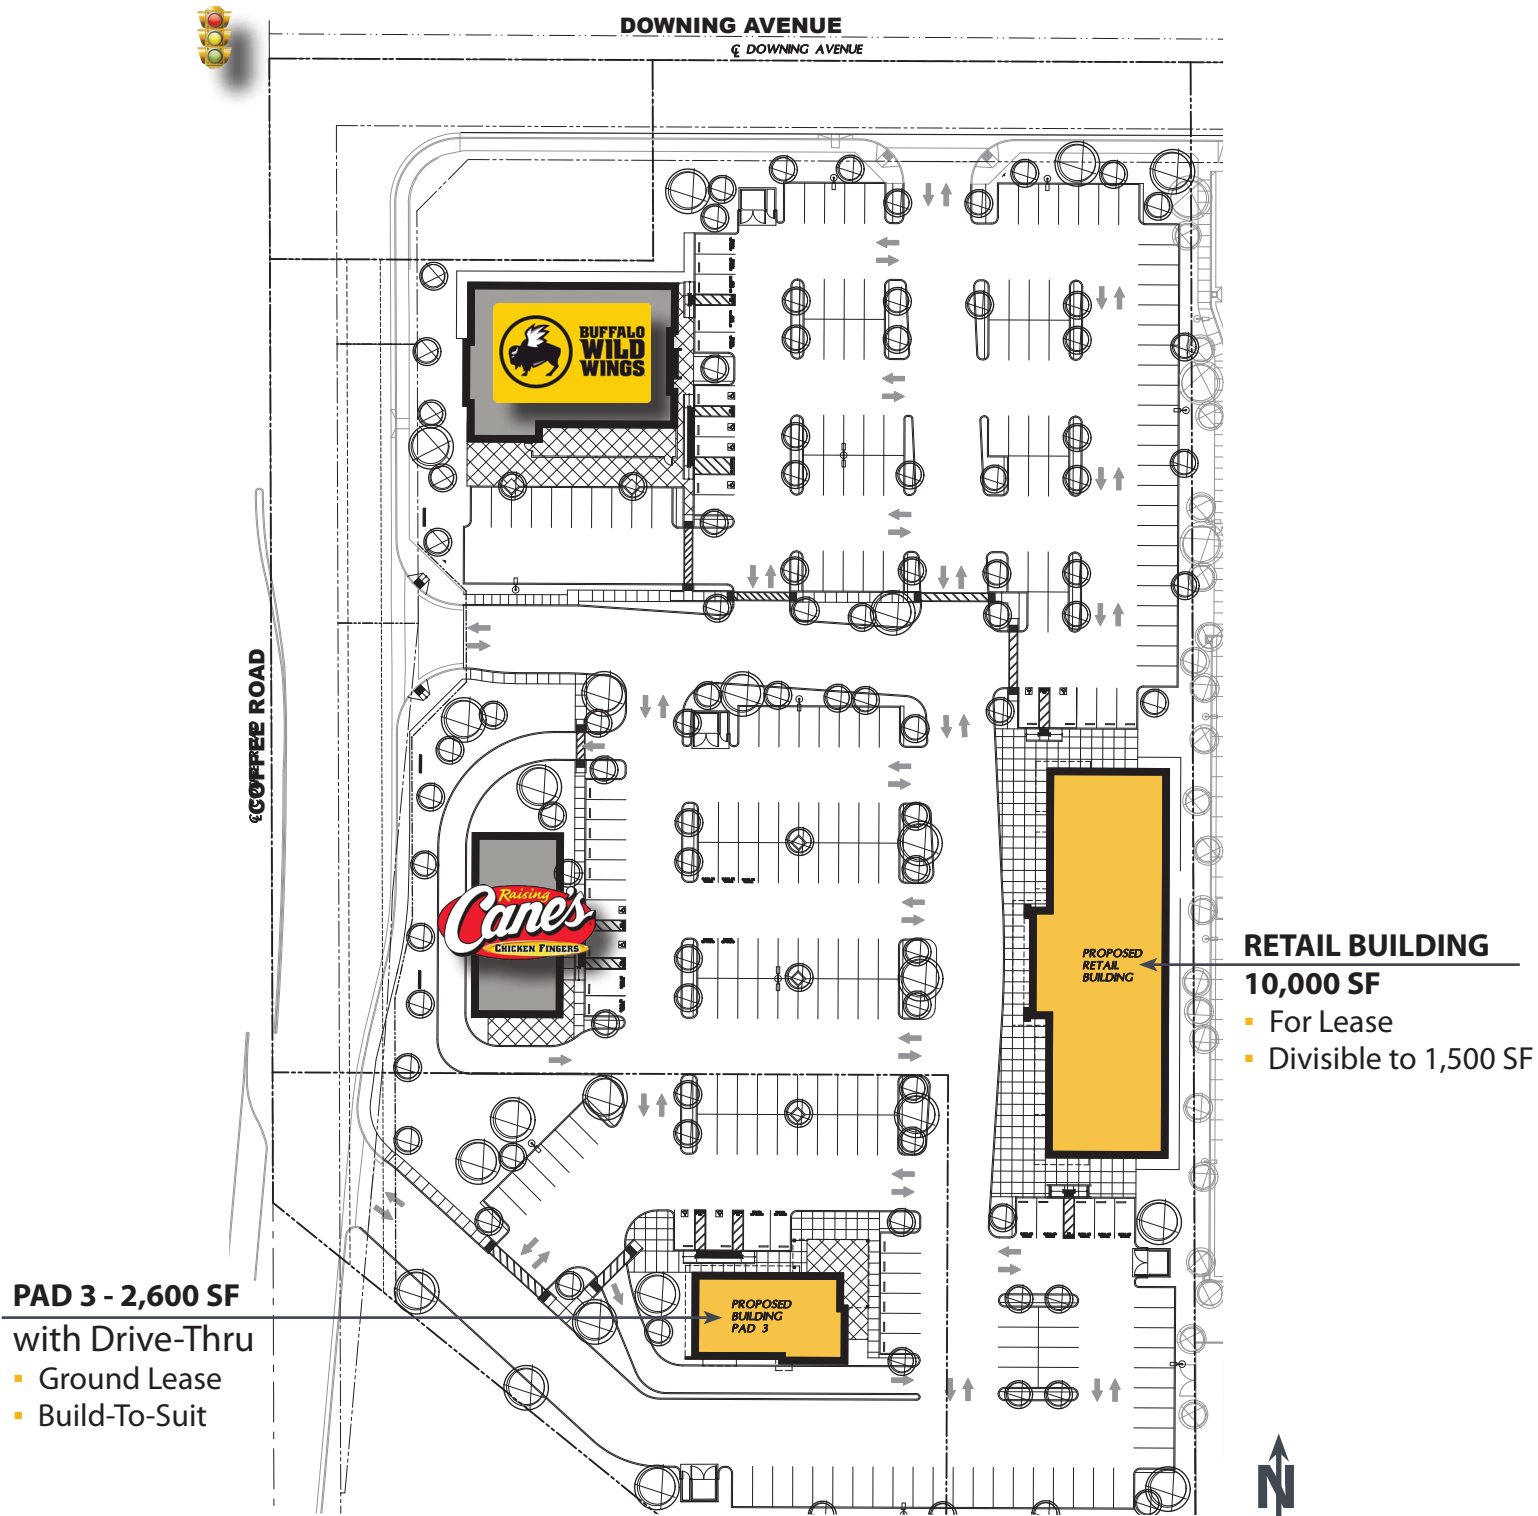 DOWNING AVENUE
℄ DOWNING AVENUE
BUFFALO
WILD
WINGS
COFFEE ROAD
Raising
Cane's
CHICKEN FINGERS
PROPOSED
RETAIL
BUILDING
RETAIL BUILDING
10,000 SF
▪ For Lease
▪ Divisible to 1,500 SF
PAD 3 - 2,600 SF
with Drive-Thru
▪ Ground Lease
▪ Build-To-Suit
PROPOSED
BUILDING
PAD 3
N